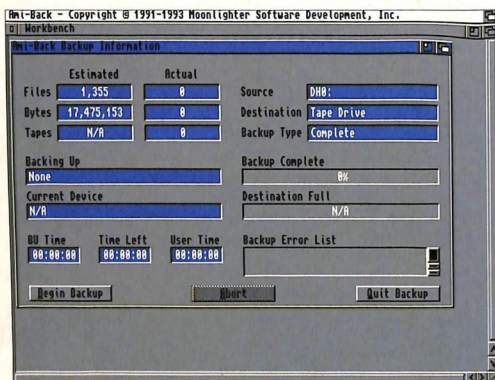 Ami-Back - Copyright © 1991-1993 Moonlighter Software Development, Inc.
Workbench
Ami-Back Backup Information
Estimated Actual
Files 1,355 0 Source DH0:
Bytes 17,475,153 0 Destination Tape Drive
Tapes N/A 0 Backup Type Complete
Backing Up Backup Complete
None 0%
Current Device Destination Full
N/A N/A
BU Time Time Left User Time Backup Error List
00:00:00 00:00:00 00:00:00
Begin Backup Abort Quit Backup